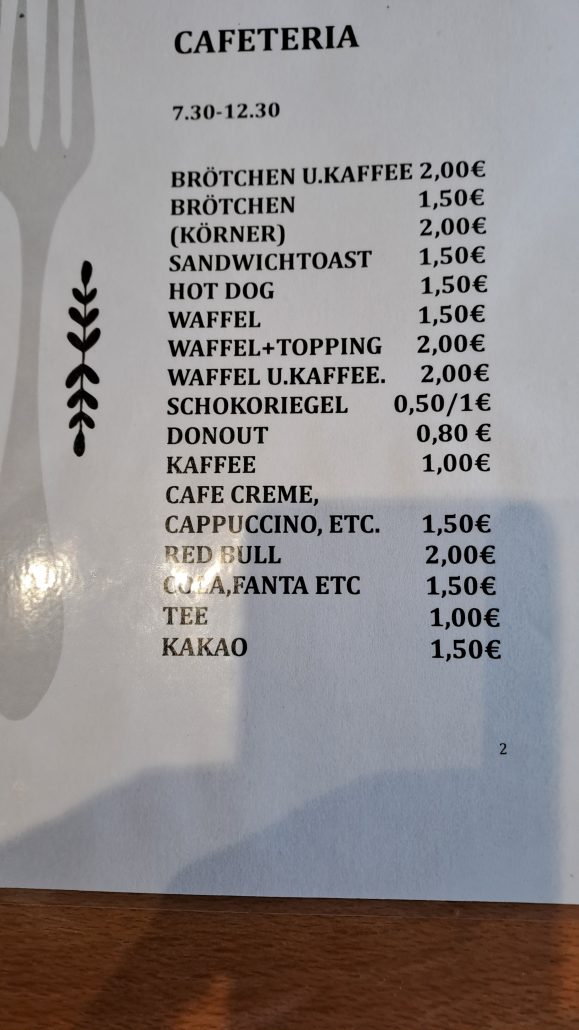 CAFETERIA
7.30-12.30
BRÖTCHEN U.KAFFEE 2,00€
BRÖTCHEN 1,50€
(KÖRNER) 2,00€
SANDWICHTOAST 1,50€
HOT DOG 1,50€
WAFFEL 1,50€
WAFFEL+TOPPING 2,00€
WAFFEL U.KAFFEE. 2,00€
SCHOKORIEGEL 0,50/1€
DONOUT 0,80 €
KAFFEE 1,00€
CAFE CREME,
CAPPUCCINO, ETC. 1,50€
RED BULL 2,00€
COLA,FANTA ETC 1,50€
TEE 1,00€
KAKAO 1,50€
2